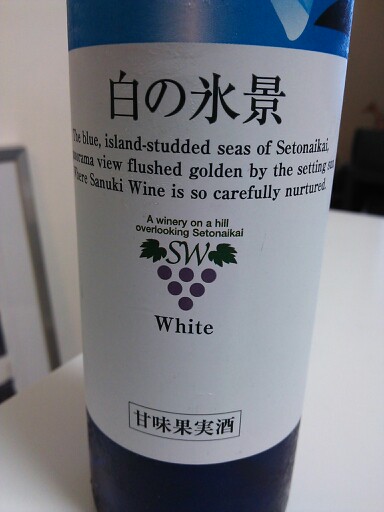 白の氷景
The blue, island-studded seas of Setonaikai,
view flushed golden by the setting
Sanuki Wine is so carefully nurtured.
A winery on a hill
overlooking Setonaikai
SW
White
甘味果実酒